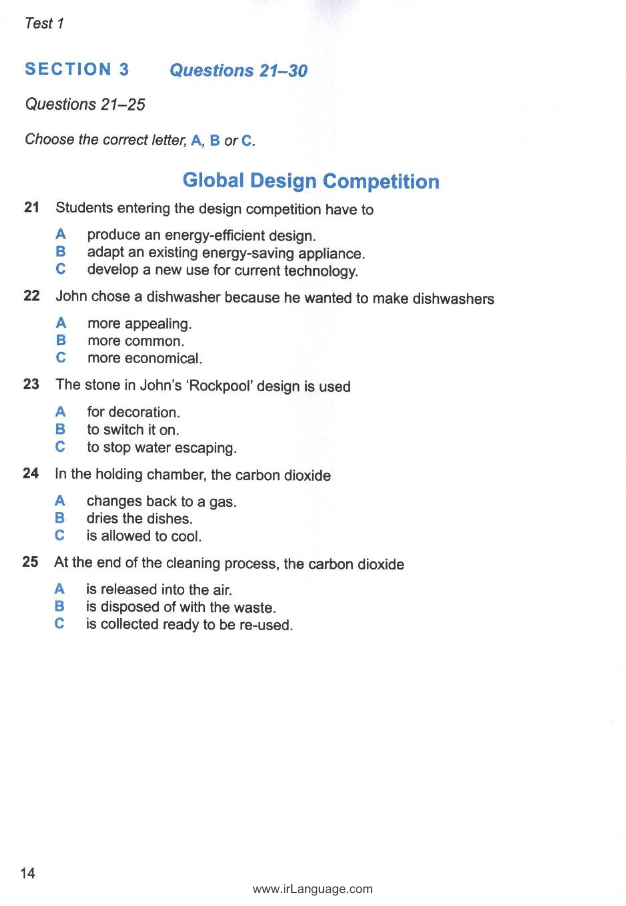 Test 1
SECTION 3 Questions 21–30
Questions 21–25
Choose the correct letter, A, B or C.
Global Design Competition
21 Students entering the design competition have to
A produce an energy-efficient design.
B adapt an existing energy-saving appliance.
C develop a new use for current technology.
22 John chose a dishwasher because he wanted to make dishwashers
A more appealing.
B more common.
C more economical.
23 The stone in John's 'Rockpool' design is used
A for decoration.
B to switch it on.
C to stop water escaping.
24 In the holding chamber, the carbon dioxide
A changes back to a gas.
B dries the dishes.
C is allowed to cool.
25 At the end of the cleaning process, the carbon dioxide
A is released into the air.
B is disposed of with the waste.
C is collected ready to be re-used.
14
www.irLanguage.com